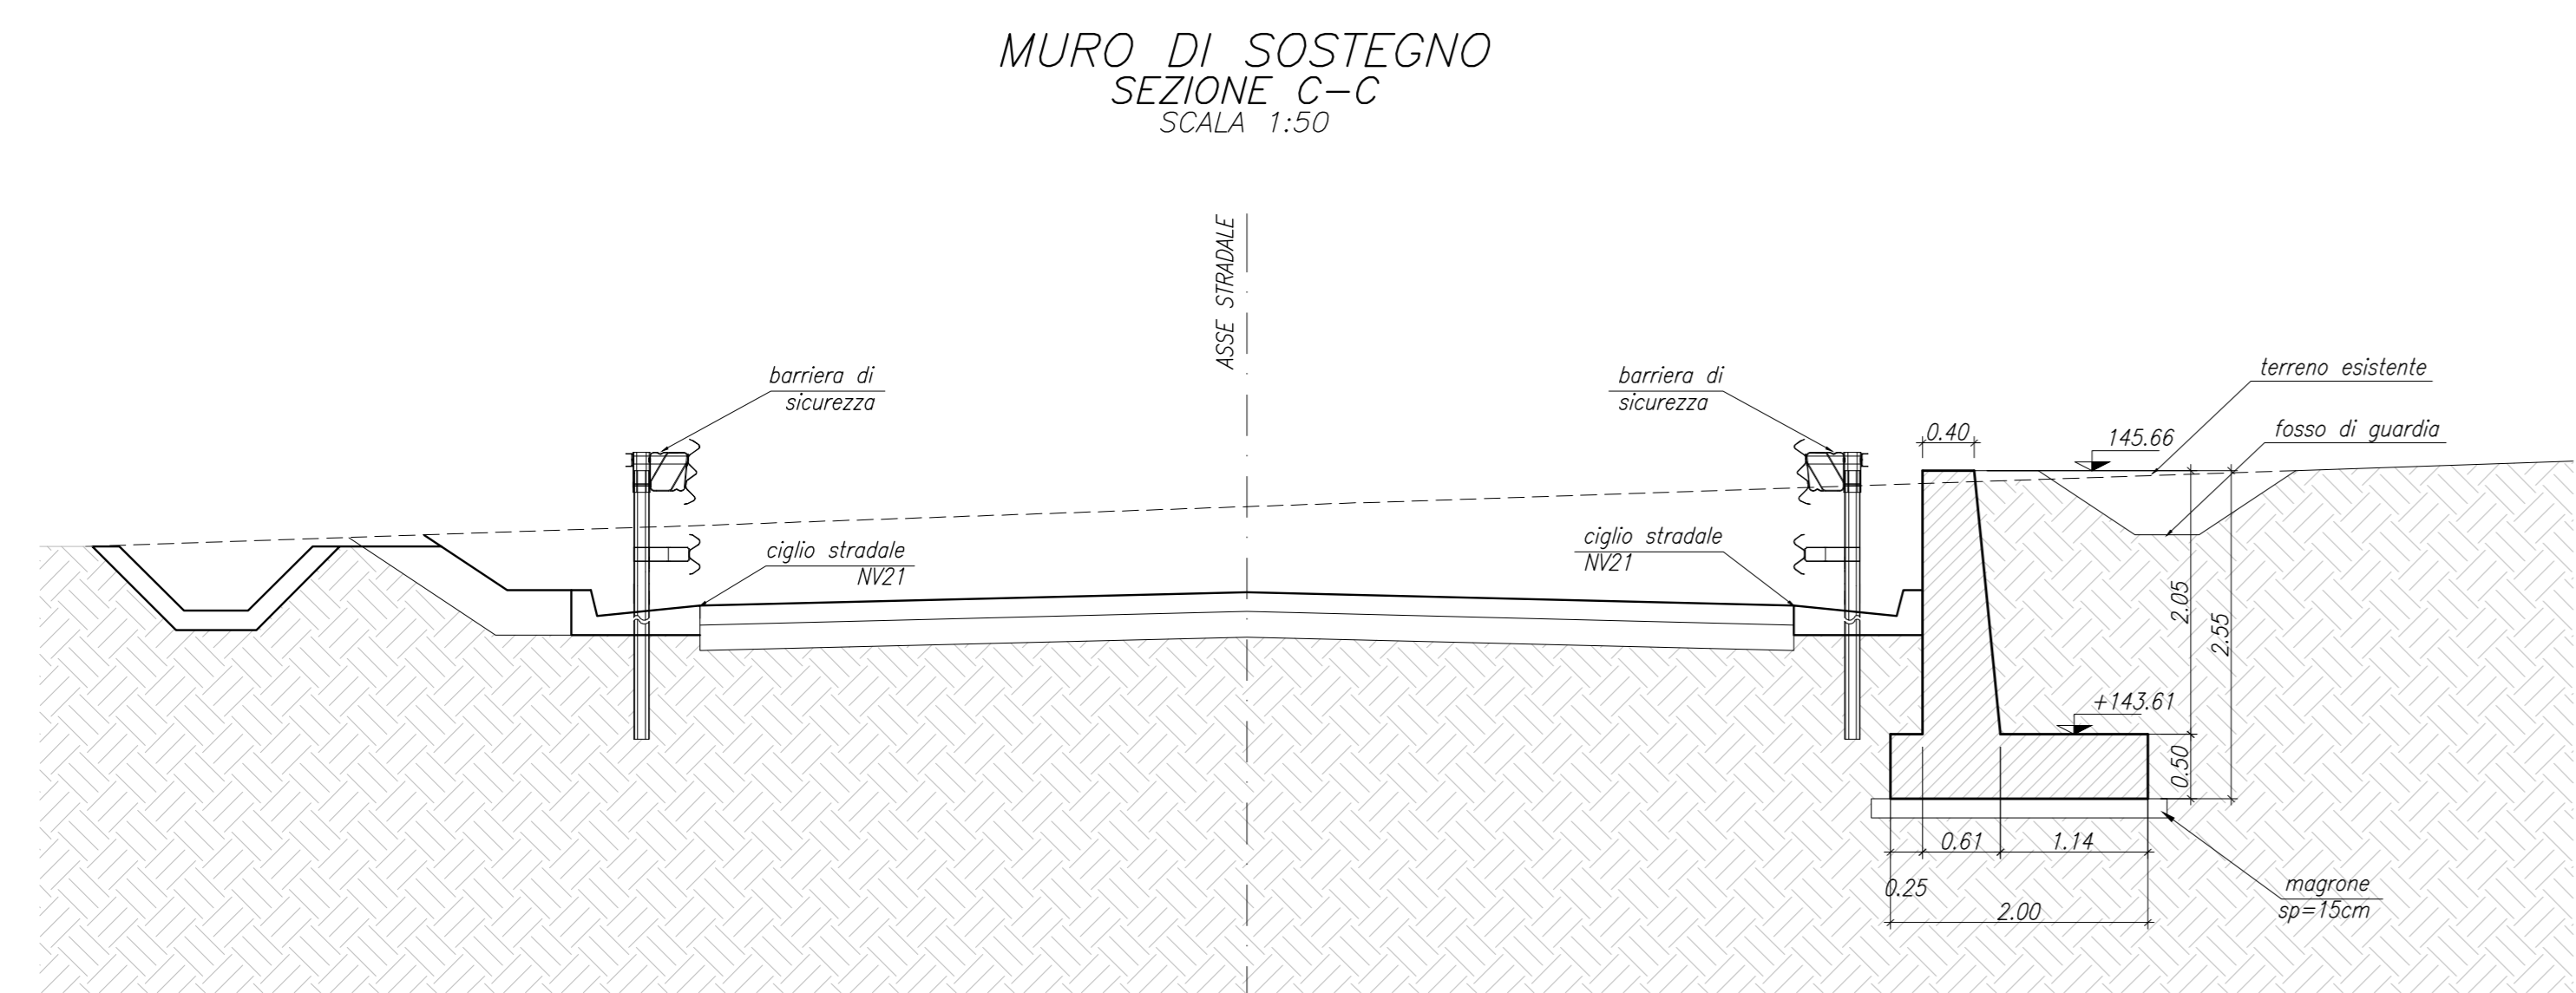 MURO DI SOSTEGNO
SEZIONE C-C
SCALA 1:50
ASSE STRADALE
barriera di
sicurezza
barriera di
sicurezza
terreno esistente
fosso di guardia
0.40
145.66
ciglio stradale
NV21
ciglio stradale
NV21
2.05
2.55
+143.61
0.50
0.61
1.14
0.25
2.00
magrone
sp=15cm